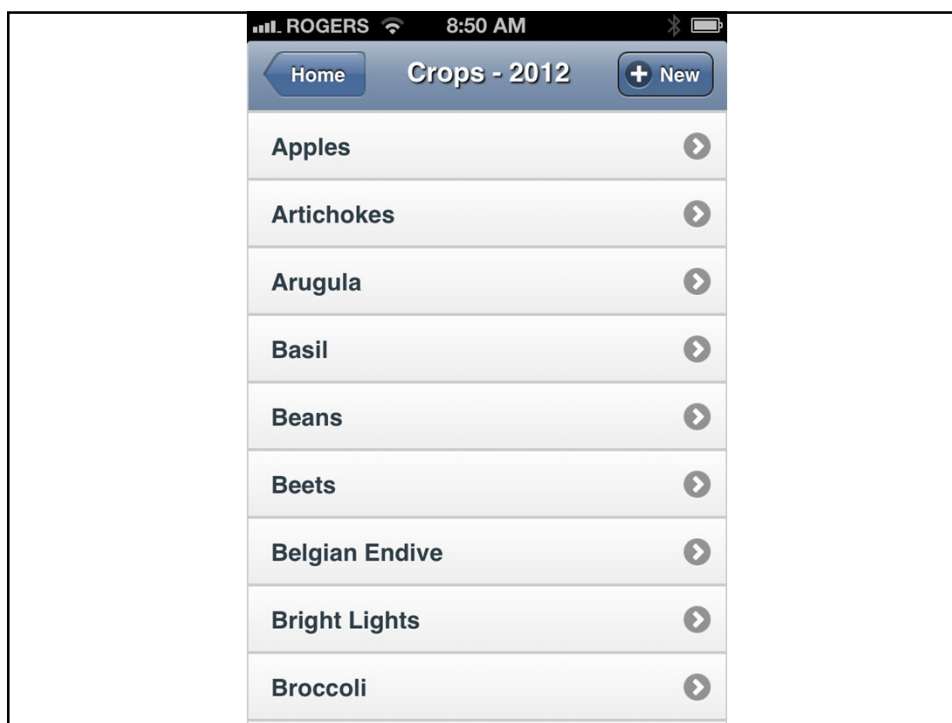 ROGERS 8:50 AM
Home Crops - 2012 New
Apples
Artichokes
Arugula
Basil
Beans
Beets
Belgian Endive
Bright Lights
Broccoli